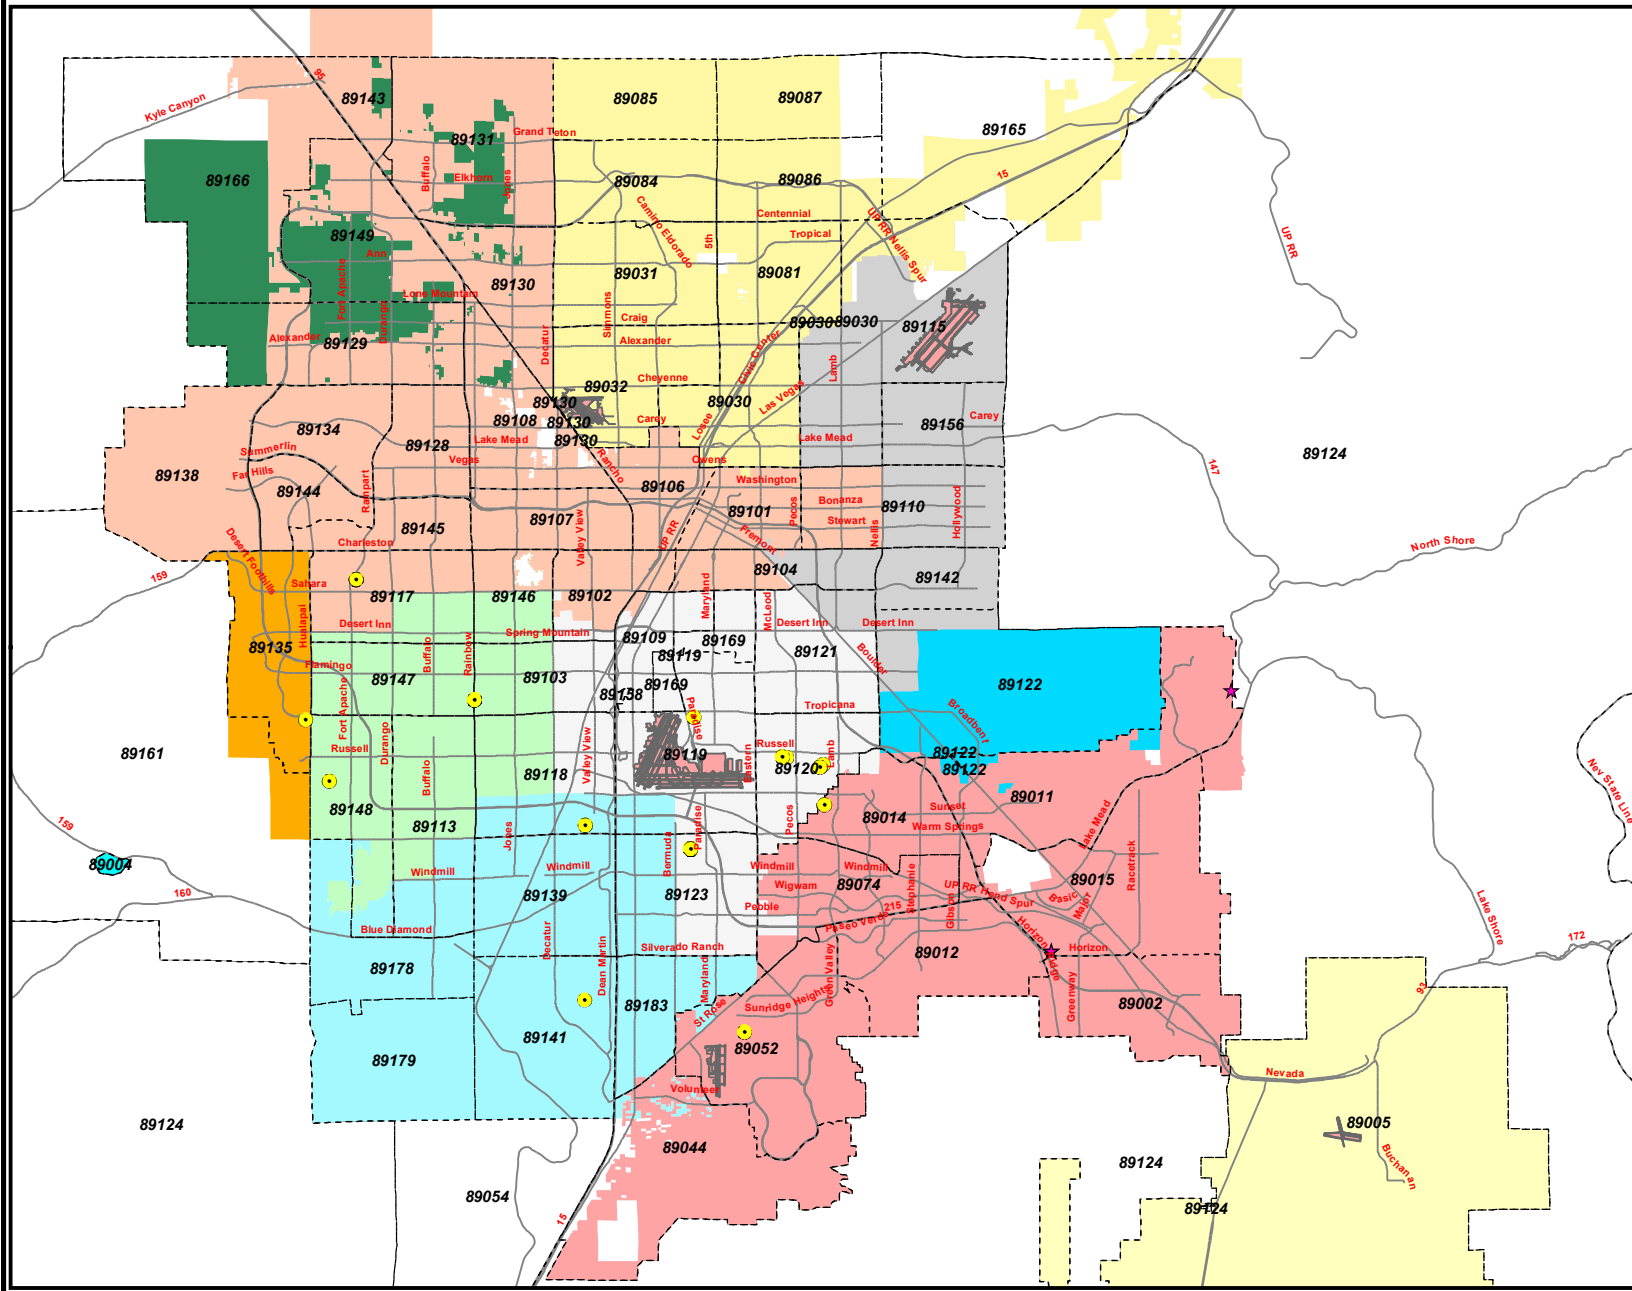 95
Kyle Canyon
89143
89085
89087
89165
89131
Grand Teton
15
89166
Buffalo
Elkhorn
Jones
89084
89086
Camino Eldorado
Centennial
UP RR Nellis Spur
5th
Tropical
UP RR
89149
Ann
Fort Apache
89130
89031
89081
Lone Mountain
Durango
Simmons
Craig
89030
89030
89115
Alexander
89129
Decatur
Alexander
Civic Center
Lamb
89032
Cheyenne
Las Vegas
89130
89030
89108
89130
Carey
Losee
89156
Carey
89134
89128
Lake Mead
89130
Lake Mead
Summerlin
Vegas
Rancho
Owens
89124
147
89138
Far Hills
Rampart
89144
89106
Washington
Pecos
Bonanza
89110
Hollywood
89145
89107
Valley View
89101
Stewart
Nellis
Charleston
UP RR
Fremont
North Shore
Desert Foothills
159
Sahara
89104
89142
89117
89146
89102
Maryland
McLeod
Hualapai
Desert Inn
Spring Mountain
89109
89169
Desert Inn
Desert Inn
89135
Buffalo
Rainbow
89119
89121
Boulder
Flamingo
89147
89103
89158
89169
89122
Fort Apache
Paradise
Tropicana
Broadbent
Durango
Russell
89161
Valley View
89119
Eastern
Russell
Lamb
89122
89118
89120
89122
Buffalo
Nev State Line
89148
89011
89113
Jones
Bermuda
Paradise
Pecos
89014
Sunset
Warm Springs
Lake Mead
Racetrack
159
89004
Windmill
Windmill
Windmill
Windmill
160
89139
89123
Wigwam
89074
Stephanie
UP RR Hend Spur
89015
Gibson
Basic
Major
Pebble
215
Paseo Verde
Blue Diamond
Decatur
Dean Martin
Silverado Ranch
Horizon Ridge
Horizon
Lake Shore
172
89178
Maryland
Green Valley
89012
Greenway
93
89183
St Rose
Sunridge Heights
89002
89141
89052
89179
Volunteer
Nevada
89124
89044
89005
Buchanan
89124
89054
15
89124